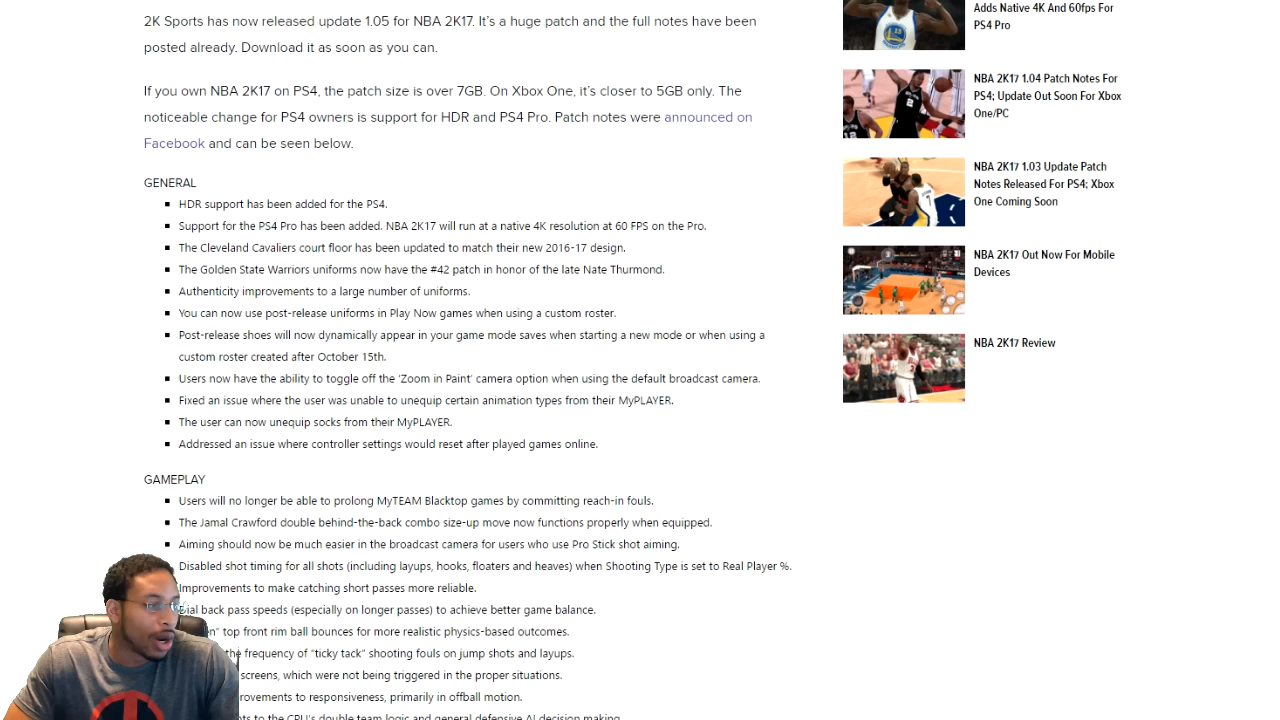 2K Sports has now released update 1.05 for NBA 2K17. It's a huge patch and the full notes have been
posted already. Download it as soon as you can.
If you own NBA 2K17 on PS4, the patch size is over 7GB. On Xbox One, it's closer to 5GB only. The
noticeable change for PS4 owners is support for HDR and PS4 Pro. Patch notes were announced on
Facebook and can be seen below.
GENERAL
HDR support has been added for the PS4.
Support for the PS4 Pro has been added. NBA 2K17 will run at a native 4K resolution at 60 FPS on the Pro.
The Cleveland Cavaliers court floor has been updated to match their new 2016-17 design.
The Golden State Warriors uniforms now have the #42 patch in honor of the late Nate Thurmond.
Authenticity improvements to a large number of uniforms.
You can now use post-release uniforms in Play Now games when using a custom roster.
Post-release shoes will now dynamically appear in your game mode saves when starting a new mode or when using a
custom roster created after October 15th.
Users now have the ability to toggle off the 'Zoom in Paint' camera option when using the default broadcast camera.
Fixed an issue where the user was unable to unequip certain animation types from their MyPLAYER.
The user can now unequip socks from their MyPLAYER.
Addressed an issue where controller settings would reset after played games online.
GAMEPLAY
Users will no longer be able to prolong MyTEAM Blacktop games by committing reach-in fouls.
The Jamal Crawford double behind-the-back combo size-up move now functions properly when equipped.
Aiming should now be much easier in the broadcast camera for users who use Pro Stick shot aiming.
Disabled shot timing for all shots (including layups, hooks, floaters and heaves) when Shooting Type is set to Real Player %.
Improvements to make catching short passes more reliable.
Dial back pass speeds (especially on longer passes) to achieve better game balance.
top front rim ball bounces for more realistic physics-based outcomes.
the frequency of "ticky tack" shooting fouls on jump shots and layups.
screens, which were not being triggered in the proper situations.
to responsiveness, primarily in offball motion.
to the CPU's double team logic and general defensive AI decision making.
Adds Native 4K And 60fps For
PS4 Pro
NBA 2K17 1.04 Patch Notes For
PS4; Update Out Soon For Xbox
One/PC
NBA 2K17 1.03 Update Patch
Notes Released For PS4; Xbox
One Coming Soon
NBA 2K17 Out Now For Mobile
Devices
NBA 2K17 Review